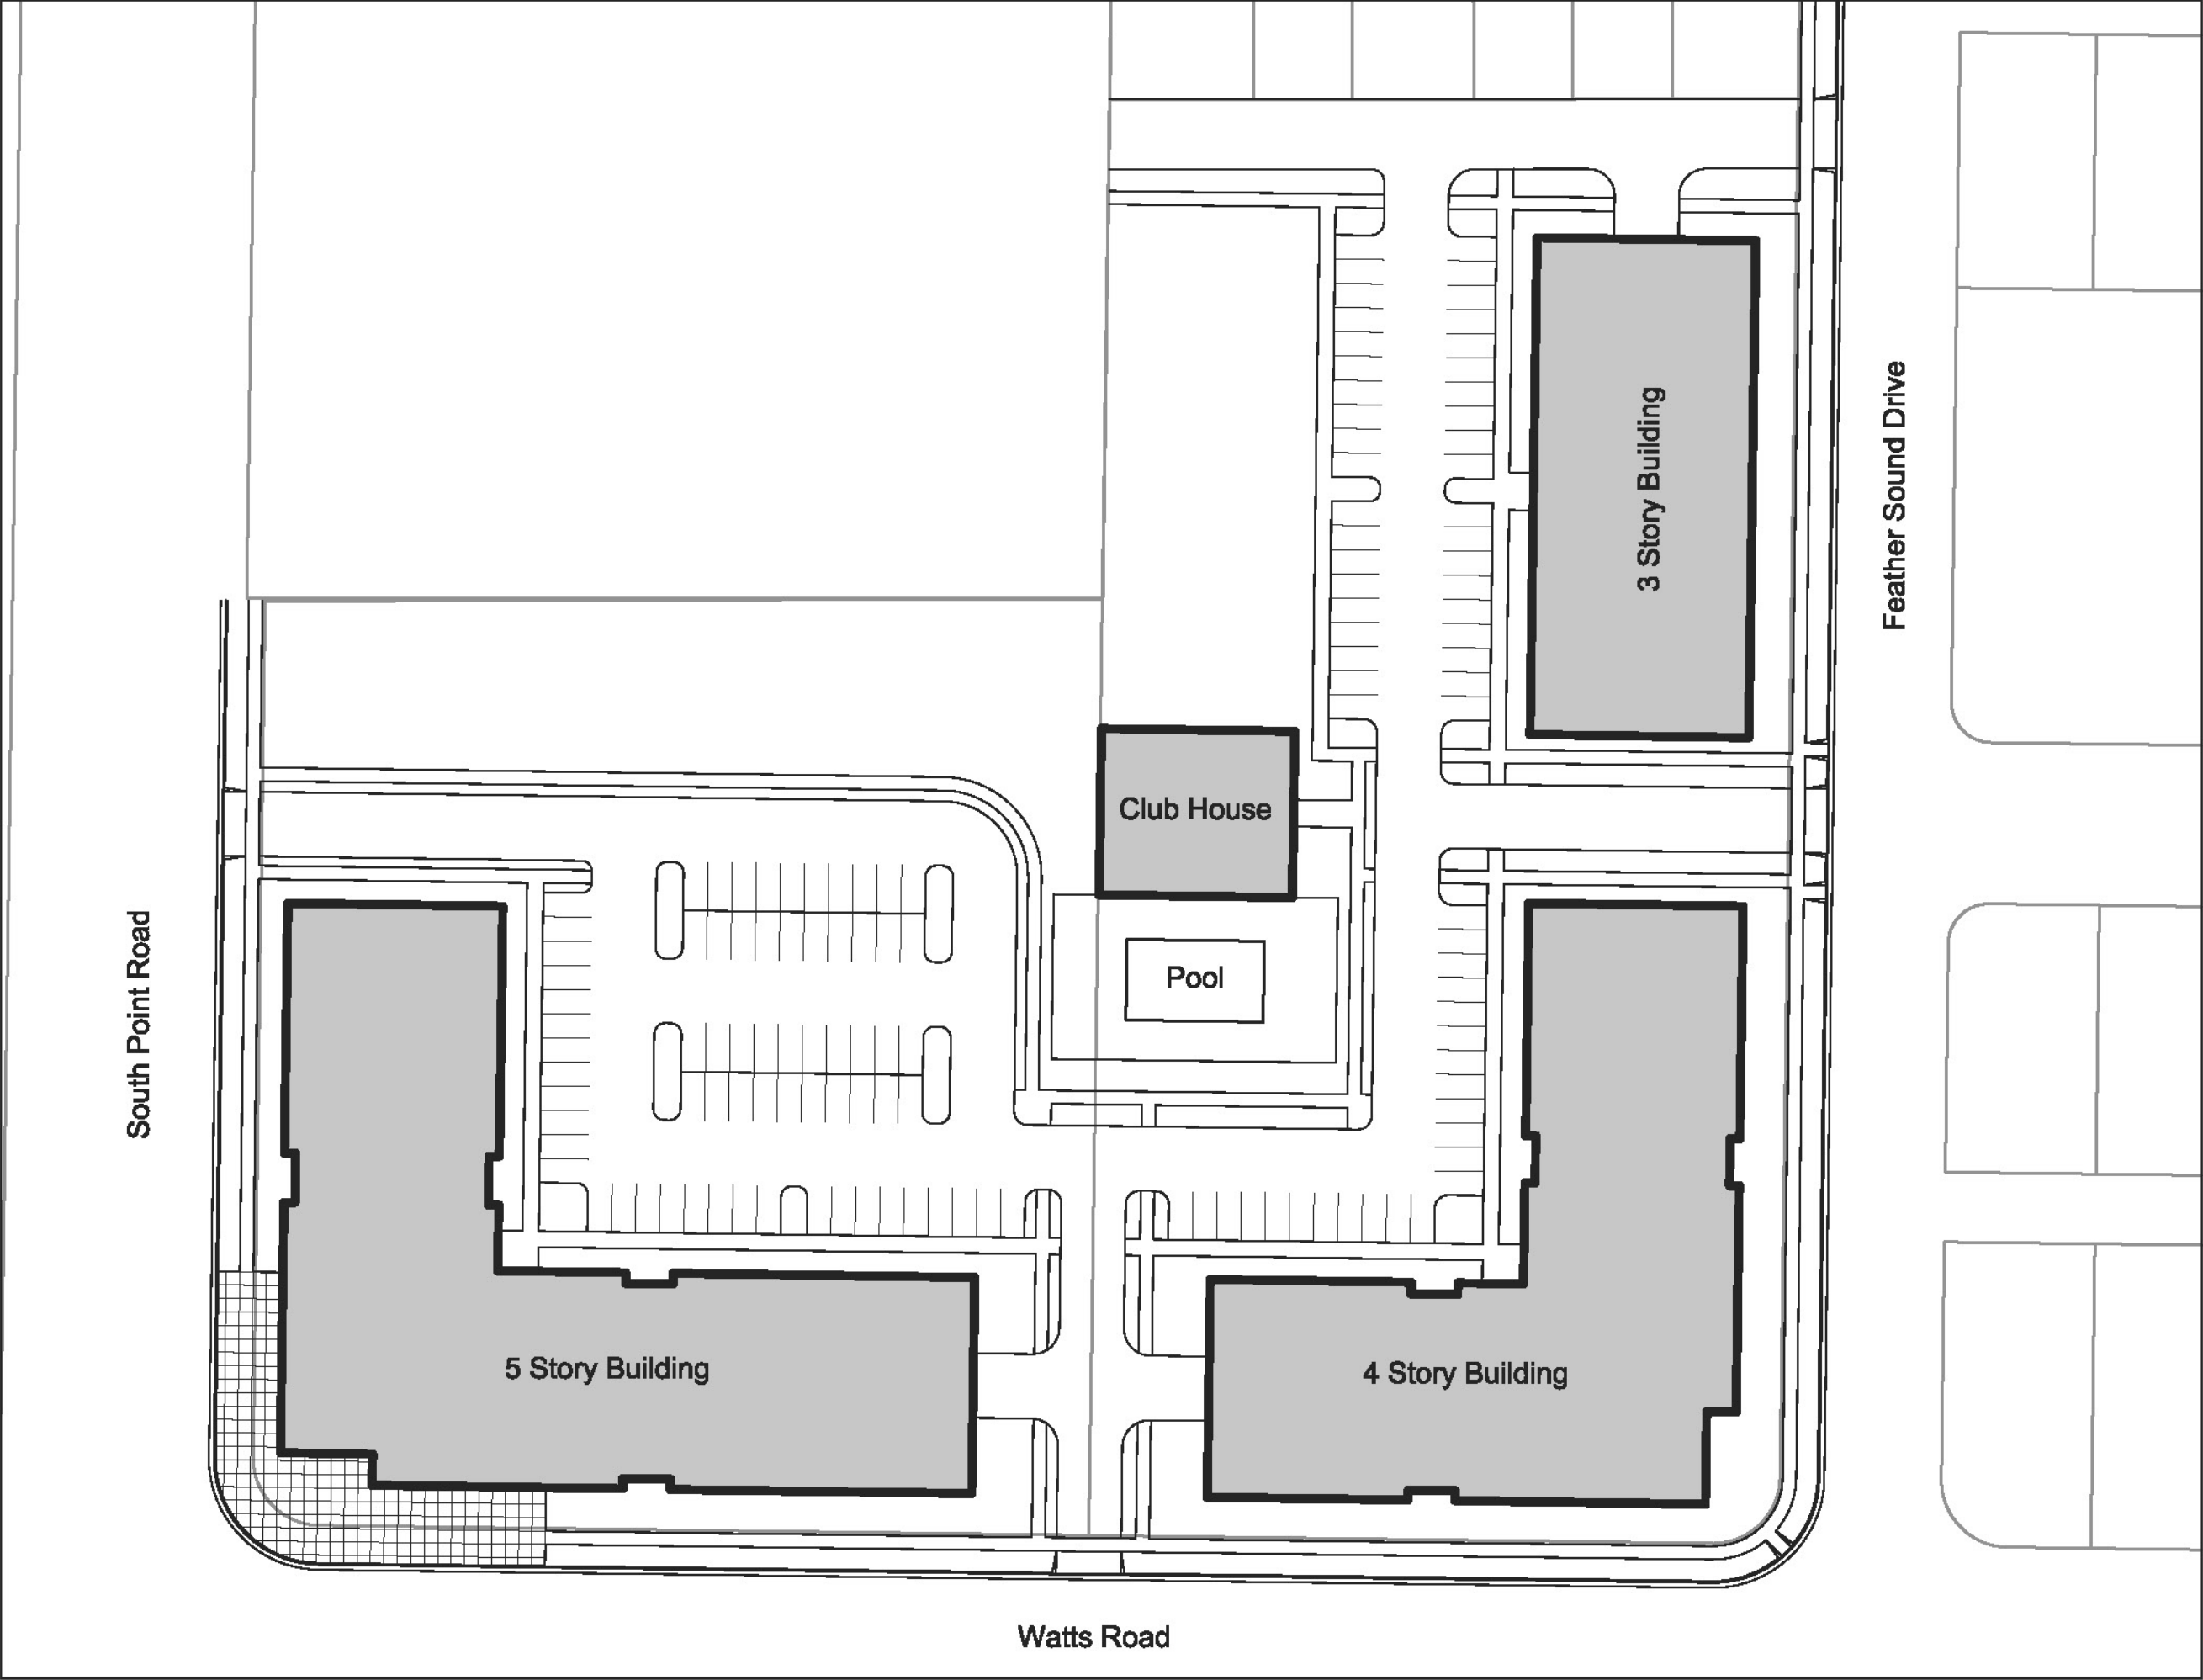 3 Story Building
Feather Sound Drive
Club House
Pool
South Point Road
5 Story Building
4 Story Building
Watts Road